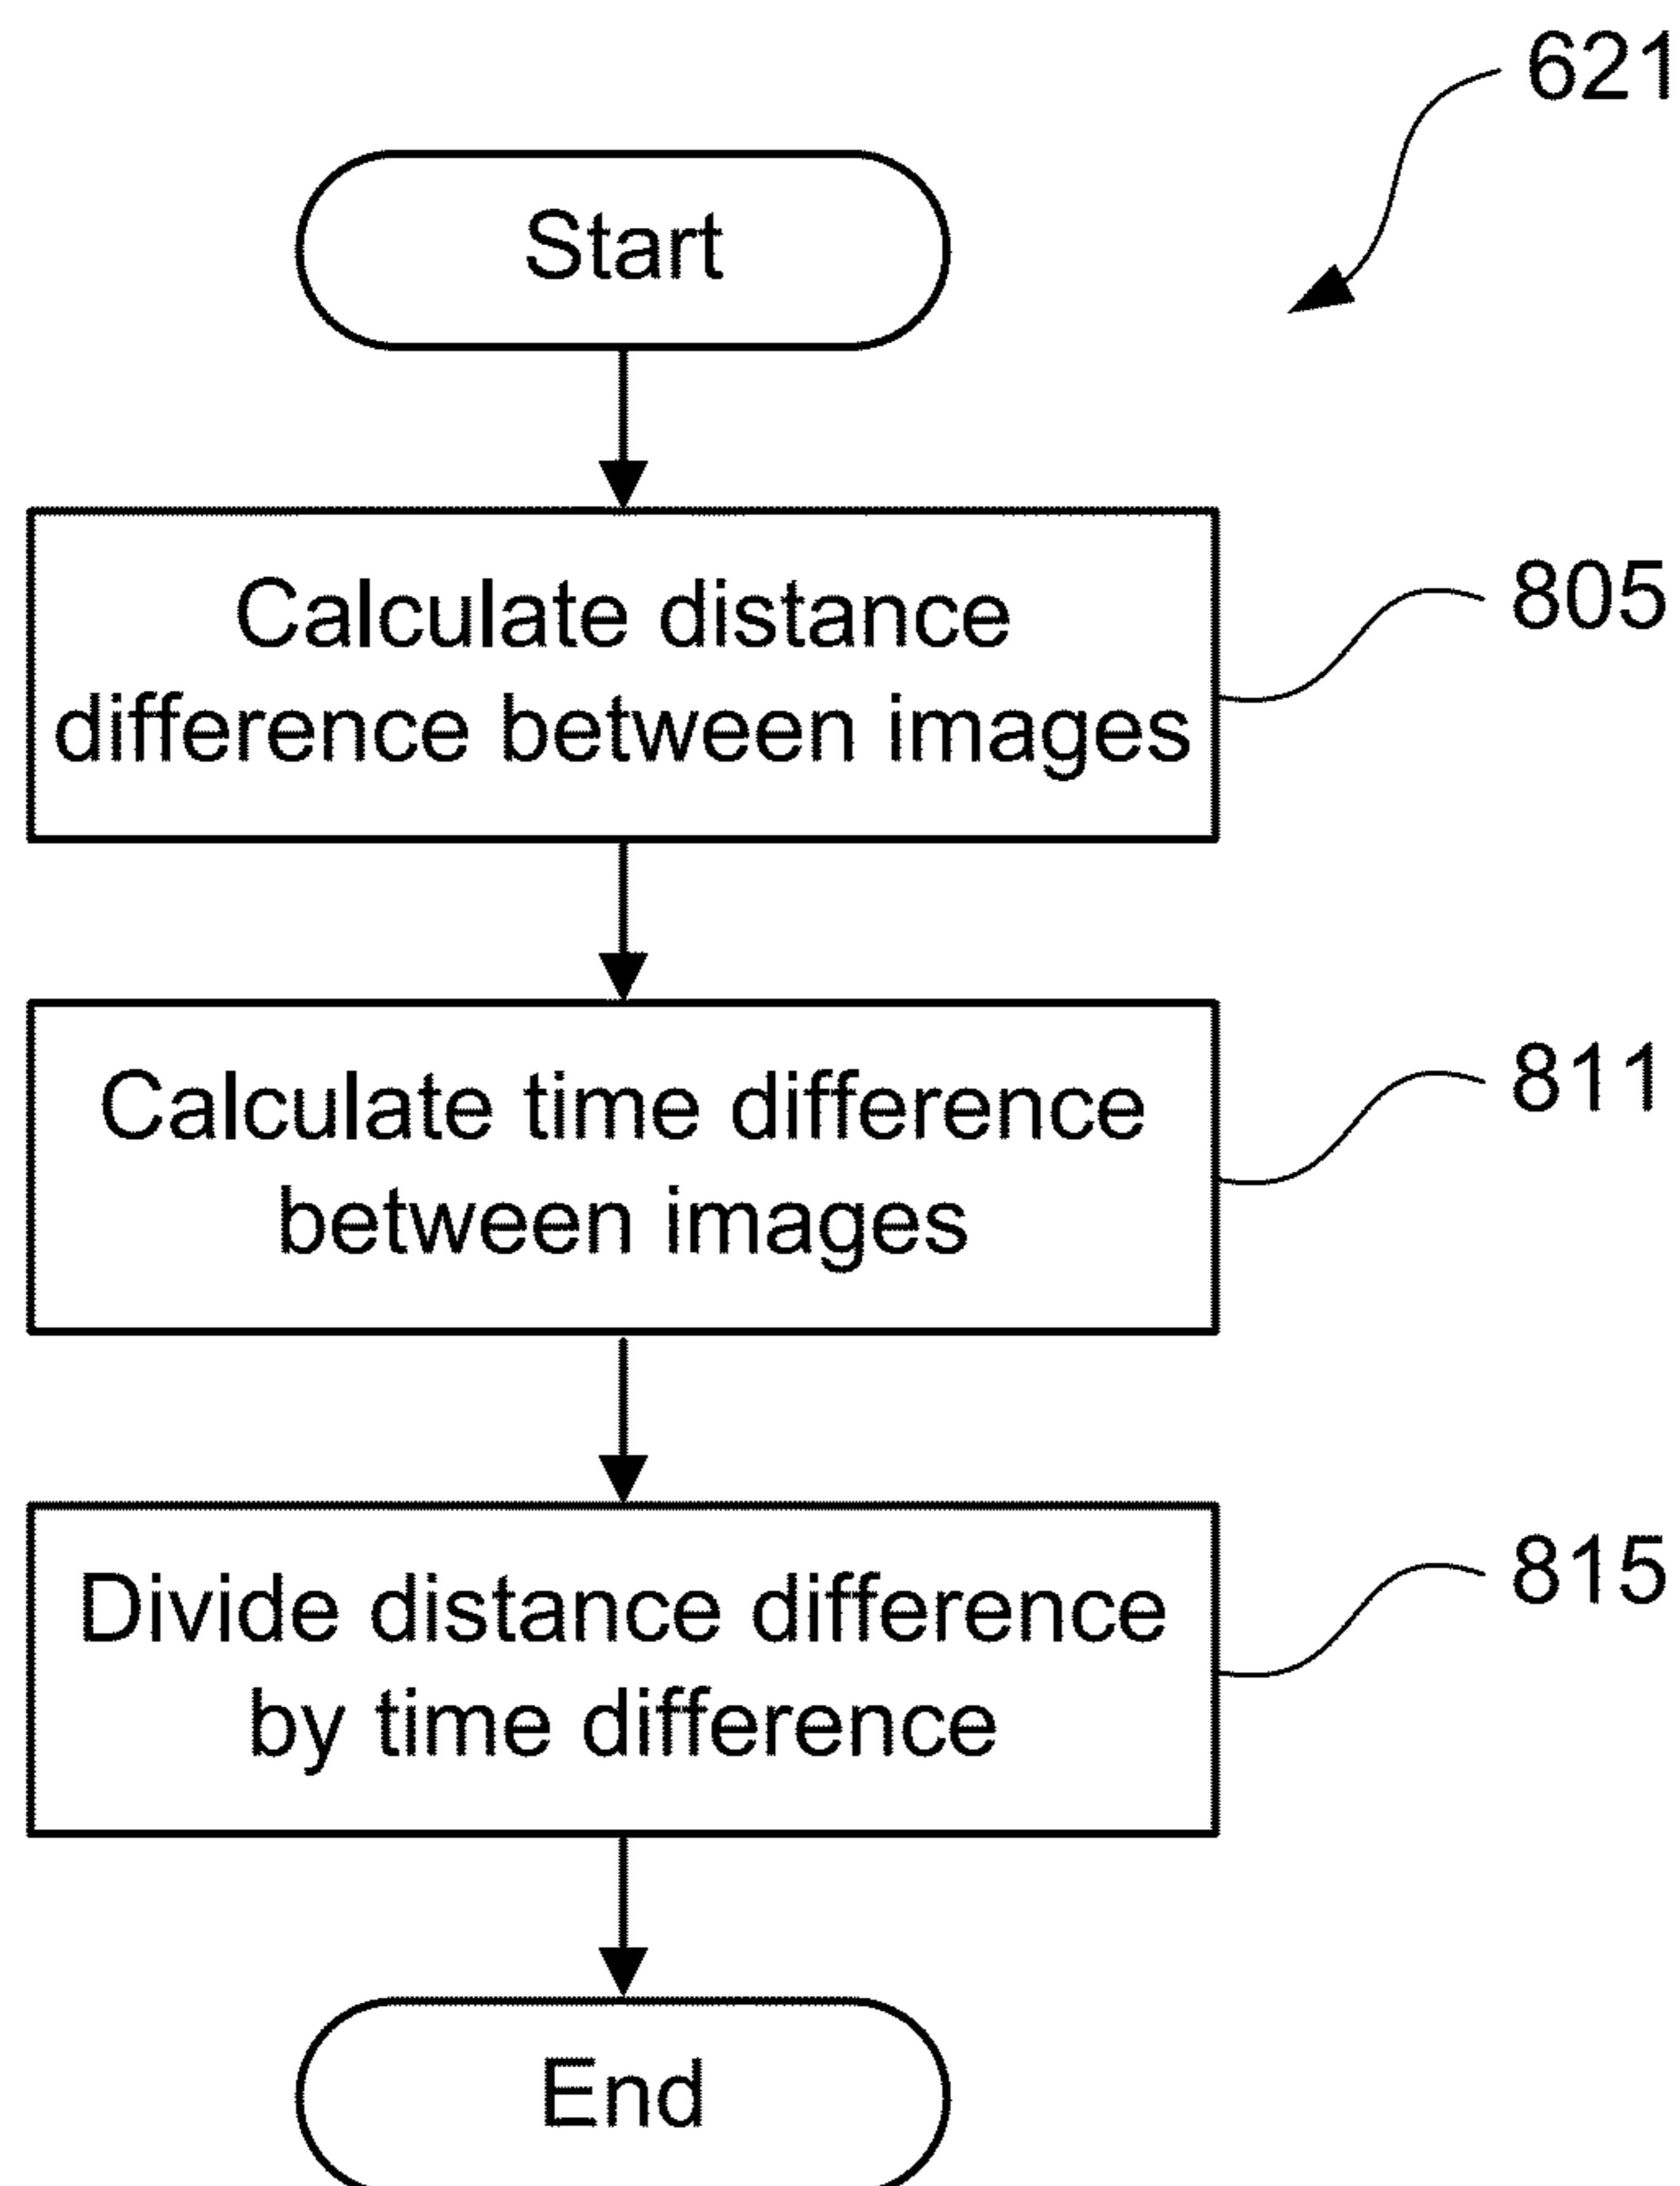 621
Start
Calculate distance
difference between images
805
Calculate time difference
between images
811
Divide distance difference
by time difference
815
End